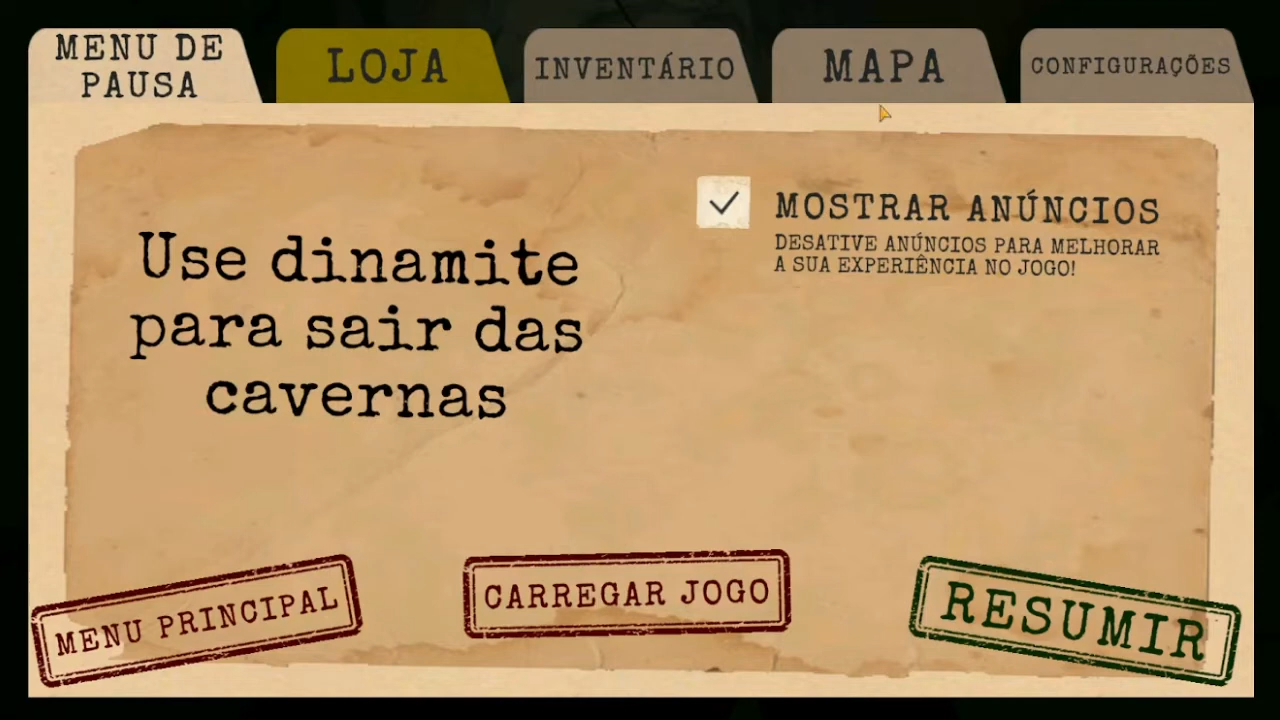 MENU DE
PAUSA
LOJA
INVENTÁRIO
MAPA
CONFIGURAÇÕES
MOSTRAR ANÚNCIOS
DESATIVE ANÚNCIOS PARA MELHORAR
A SUA EXPERIÊNCIA NO JOGO!
Use dinamite
para sair das
cavernas
MENU PRINCIPAL
CARREGAR JOGO
RESUMIR